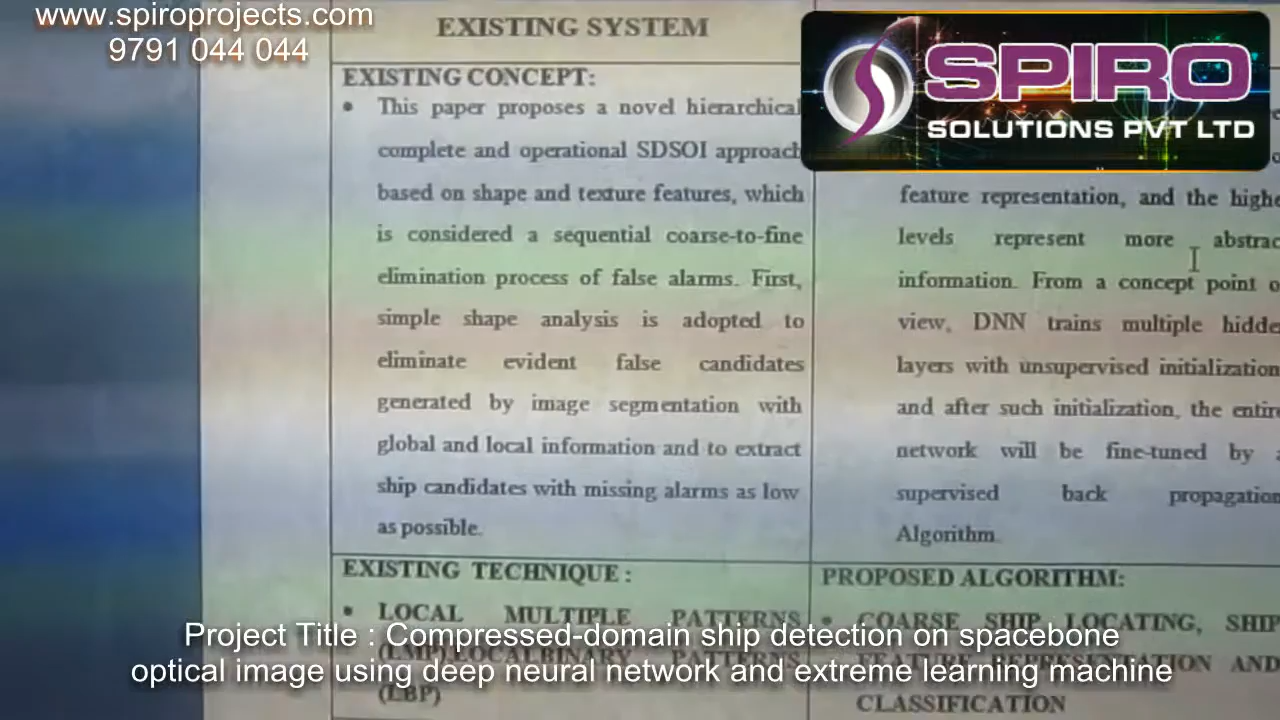 www.spiroprojects.com
9791 044 044
SPIRO
SOLUTIONS PVT LTD
EXISTING SYSTEM
EXISTING CONCEPT:
• This paper proposes a novel hierarchical
complete and operational SDSOI approach
based on shape and texture features, which
is considered a sequential coarse-to-fine
elimination process of false alarms. First,
simple shape analysis is adopted to
eliminate evident false candidates
generated by image segmentation with
global and local information and to extract
ship candidates with missing alarms as low
as possible.
feature representation, and the highe
levels represent more abstrac
information. From a concept point o
view, DNN trains multiple hidde
layers with unsupervised initialization
and after such initialization, the entire
network will be fine-tuned by a
supervised back propagation
Algorithm.
EXISTING TECHNIQUE :
• LOCAL MULTIPLE PATTERNS
(LMP) LOCAL BINARY PATTERNS
(LBP)
PROPOSED ALGORITHM:
• COARSE SHIP LOCATING, SHIP
AND
CLASSIFICATION
Project Title : Compressed-domain ship detection on spacebone
optical image using deep neural network and extreme learning machine